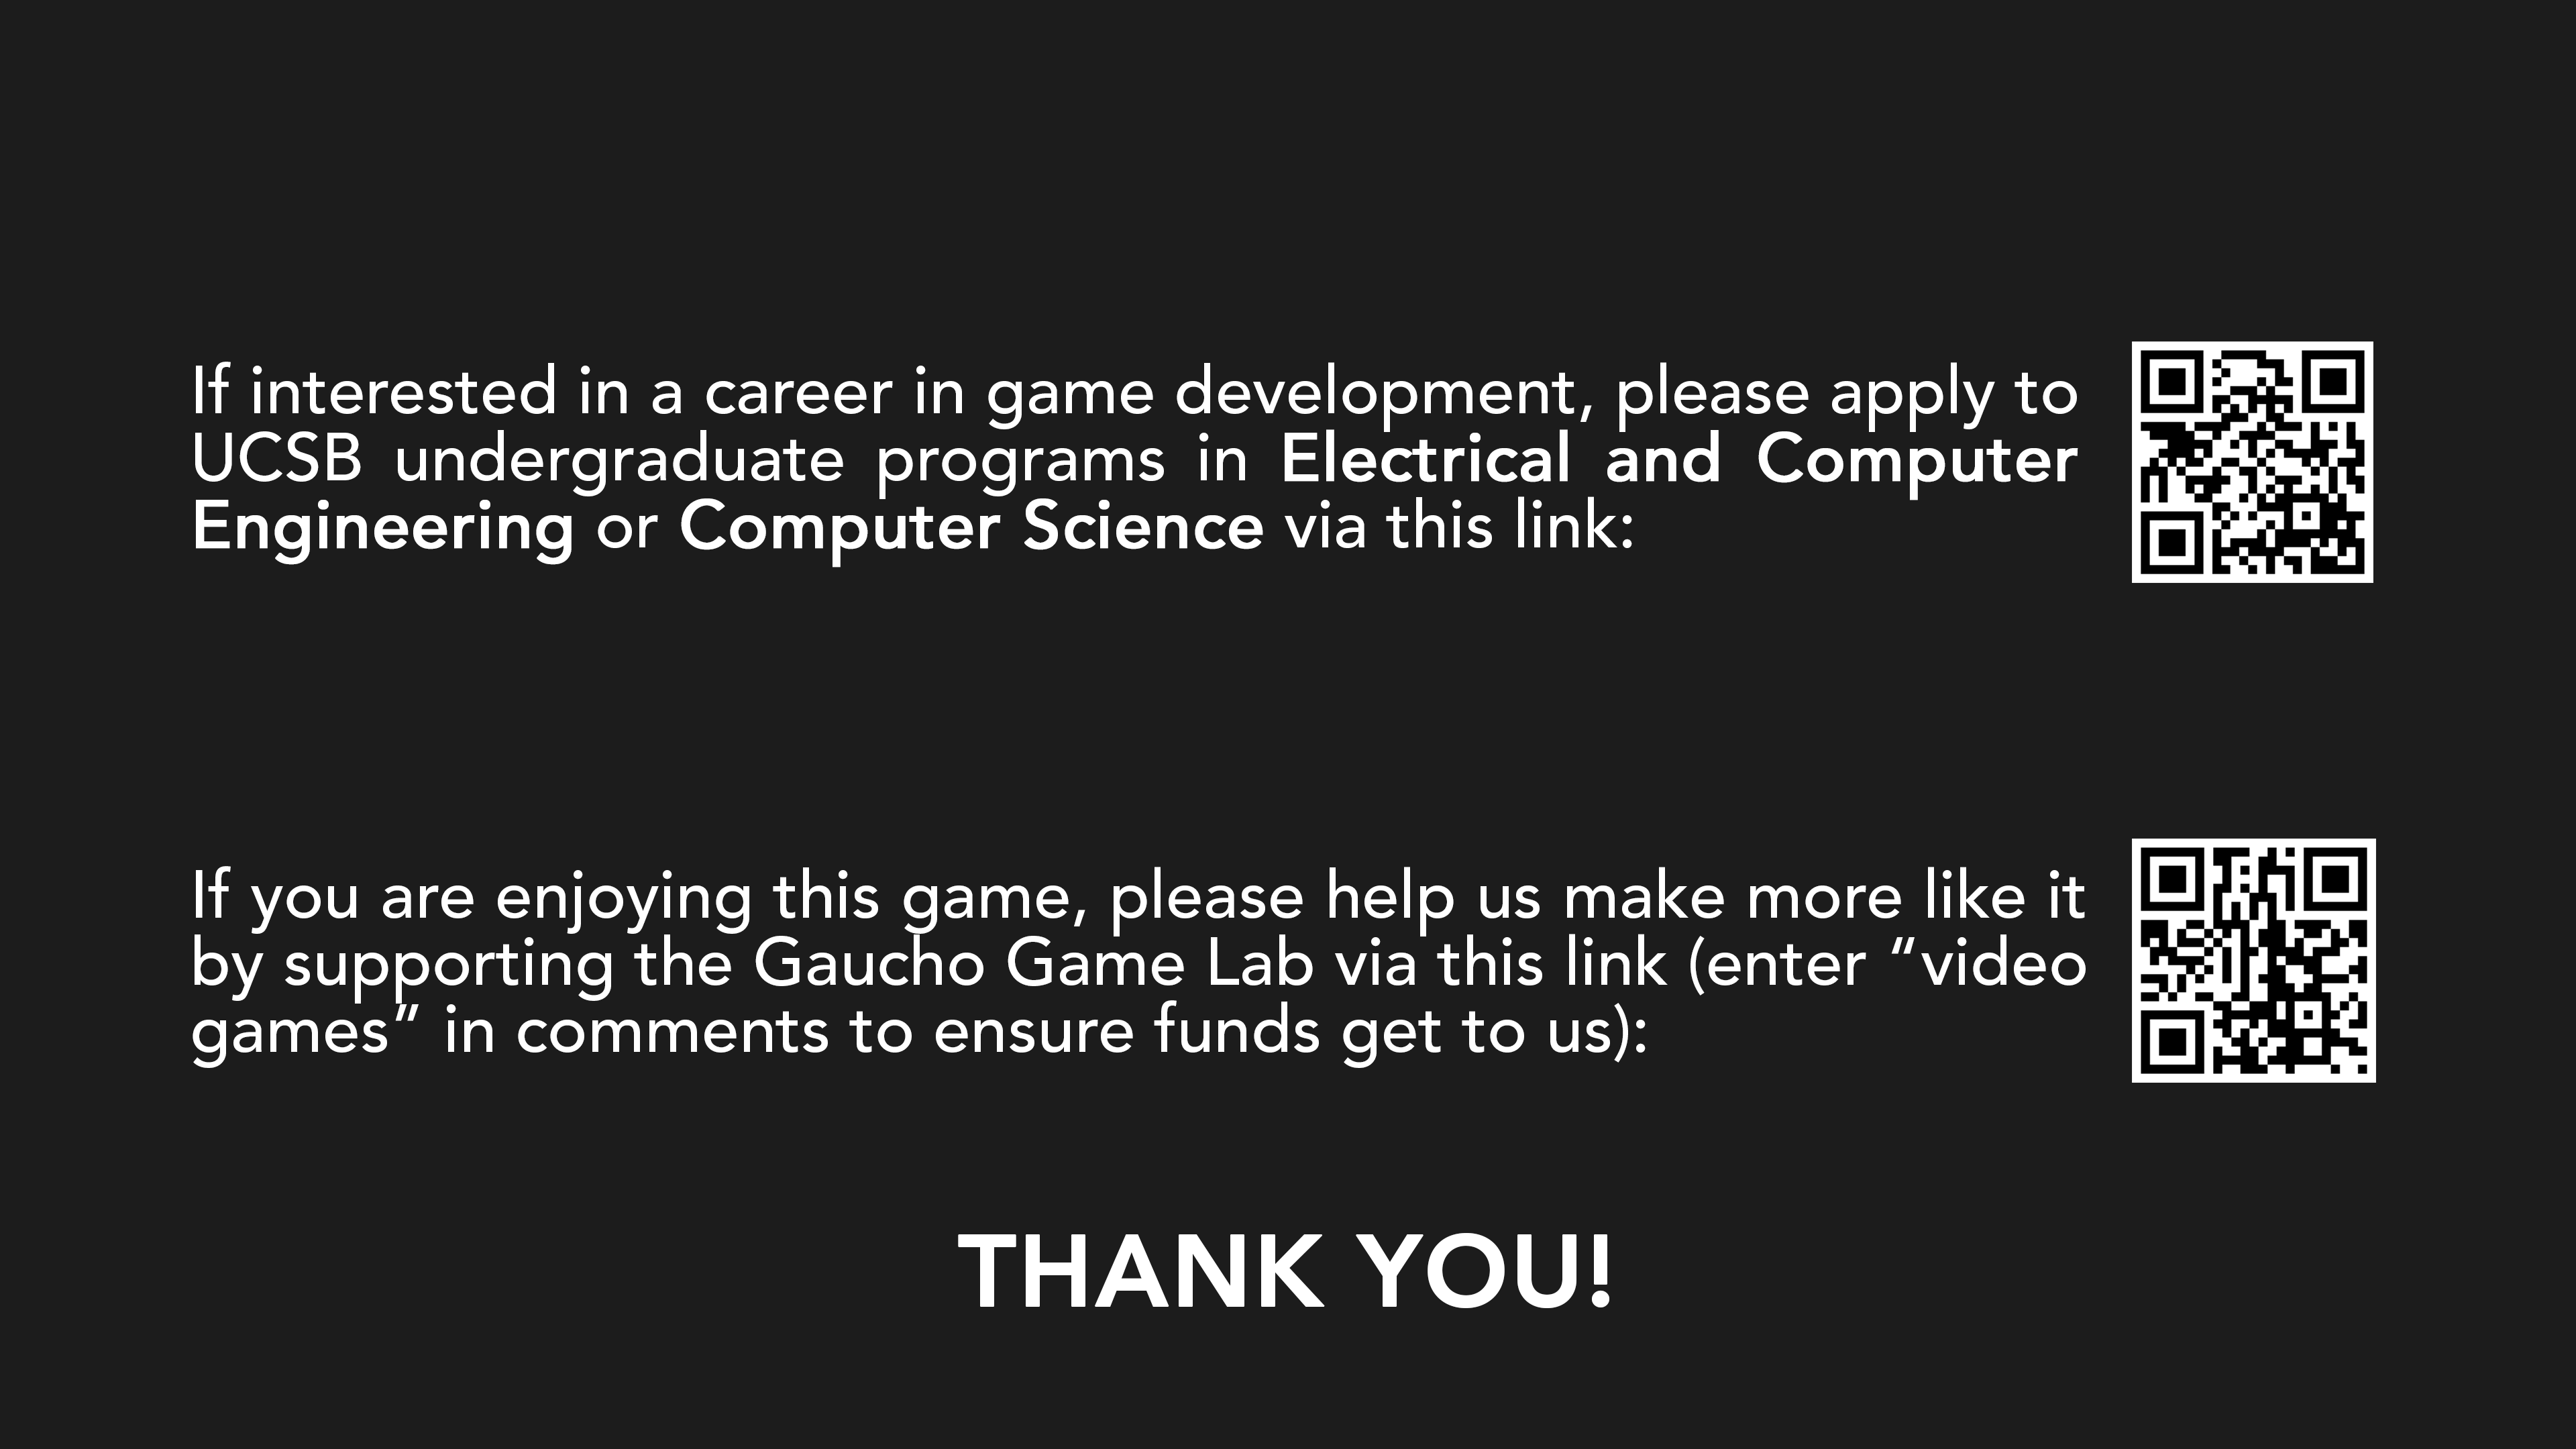 If interested in a career in game development, please apply to
UCSB undergraduate programs in Electrical and Computer
Engineering or Computer Science via this link:
If you are enjoying this game, please help us make more like it
by supporting the Gaucho Game Lab via this link (enter “video
games” in comments to ensure funds get to us):
THANK YOU!